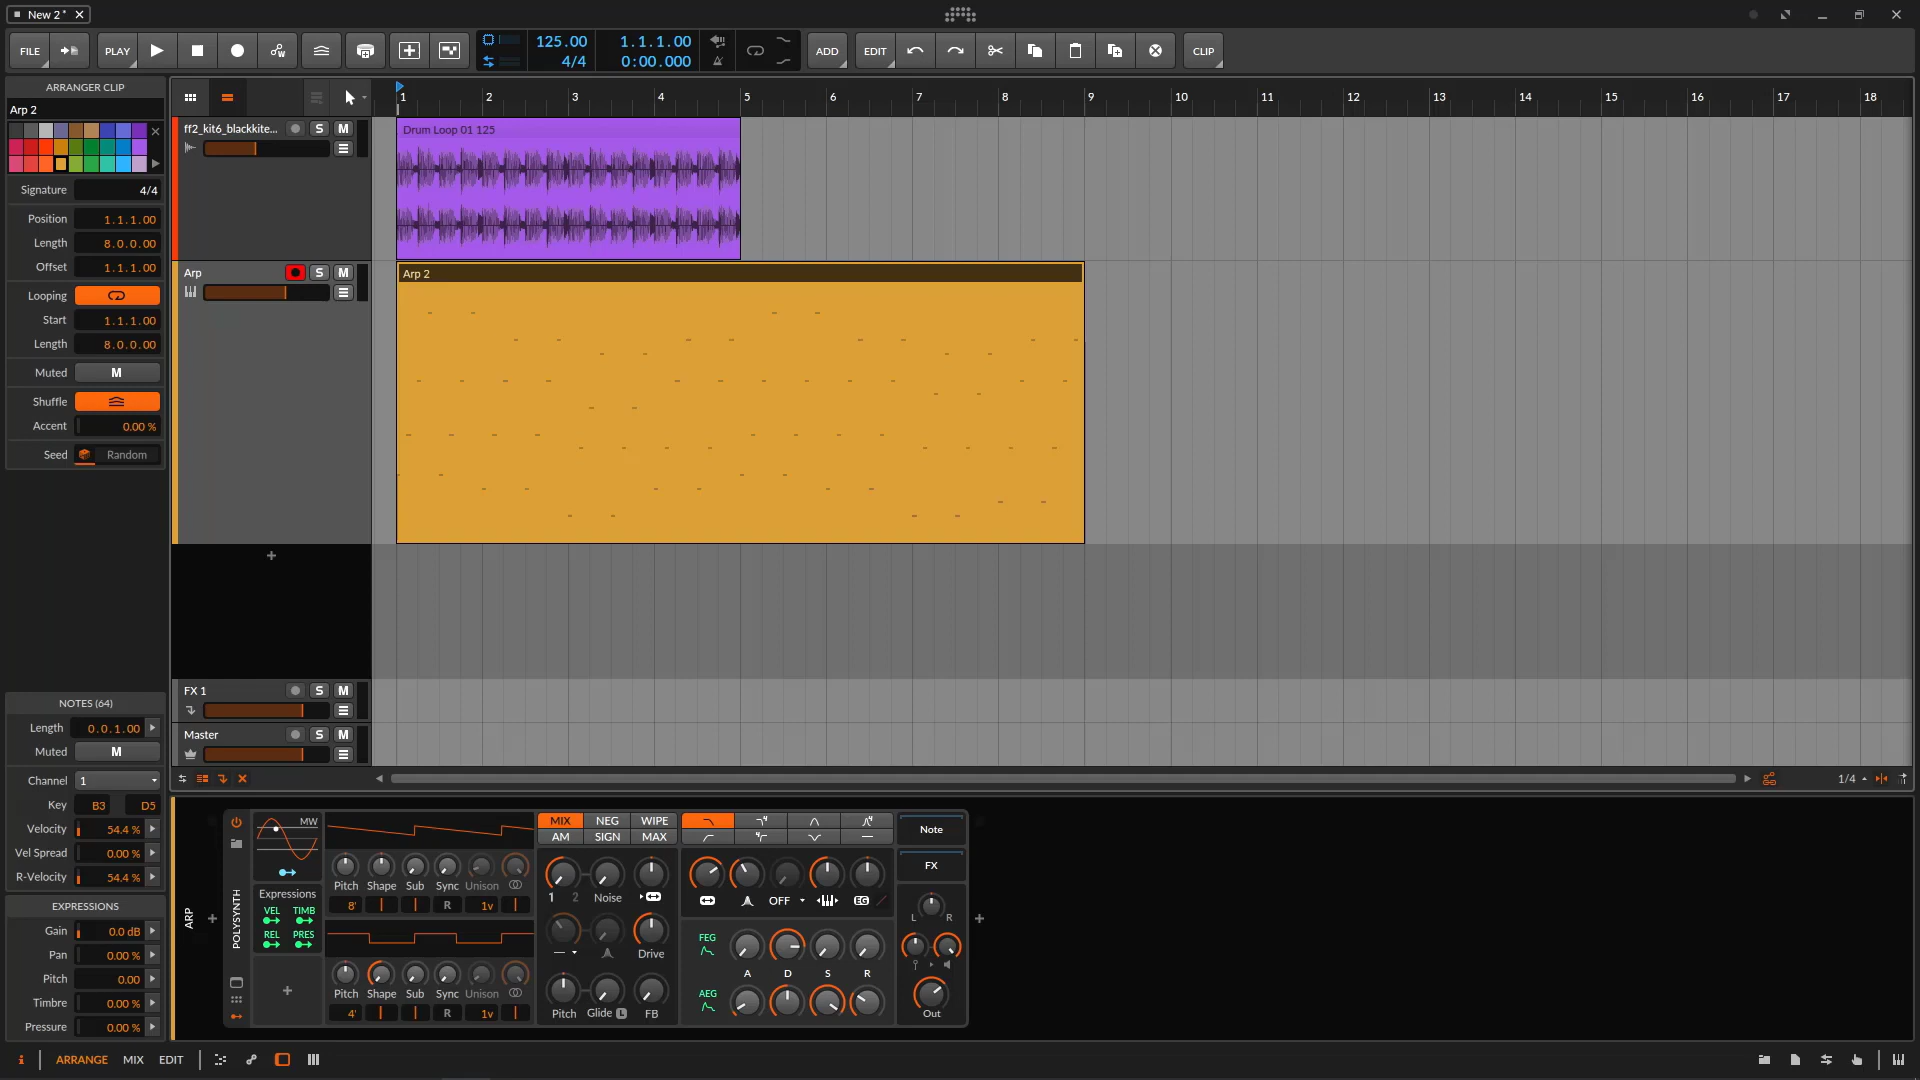 New 2*
FILE PLAY 125.00 1.1.1.00 ADD EDIT CLIP
4/4 0:00.000
ARRANGER CLIP
Arp 2
Signature 4/4
Position 1.1.1.00
Length 8.0.0.00
Offset 1.1.1.00
Looping
Start 1.1.1.00
Length 8.0.0.00
Muted M
Shuffle
Accent 0.00 %
Seed Random
NOTES (64)
Length 0.0.1.00
Muted M
Channel 1
Key B3 D5
Velocity 54.4 %
Vel Spread 0.00 %
R-Velocity 54.4 %
EXPRESSIONS
Gain 0.0 dB
Pan 0.00 %
Pitch 0.00
Timbre 0.00 %
Pressure 0.00 %
1 2 3 4 5 6 7 8 9 10 11 12 13 14 15 16 17 18
ff2_kit6_blackkite... S M
Drum Loop 01 125
Arp S M
Arp 2
+
FX 1 S M
Master S M
1/4
ARP
POLYSYNTH
MW
Expressions
VEL TIMB
REL PRES
Pitch Shape Sub Sync Unison
8' R 1v
Pitch Shape Sub Sync Unison
4' R 1v
MIX NEG WIPE
AM SIGN MAX
1 2 Noise
Drive
Pitch Glide L FB
OFF EG
FEG
A D S R
AEG
Note
FX
L R
Out
i ARRANGE MIX EDIT